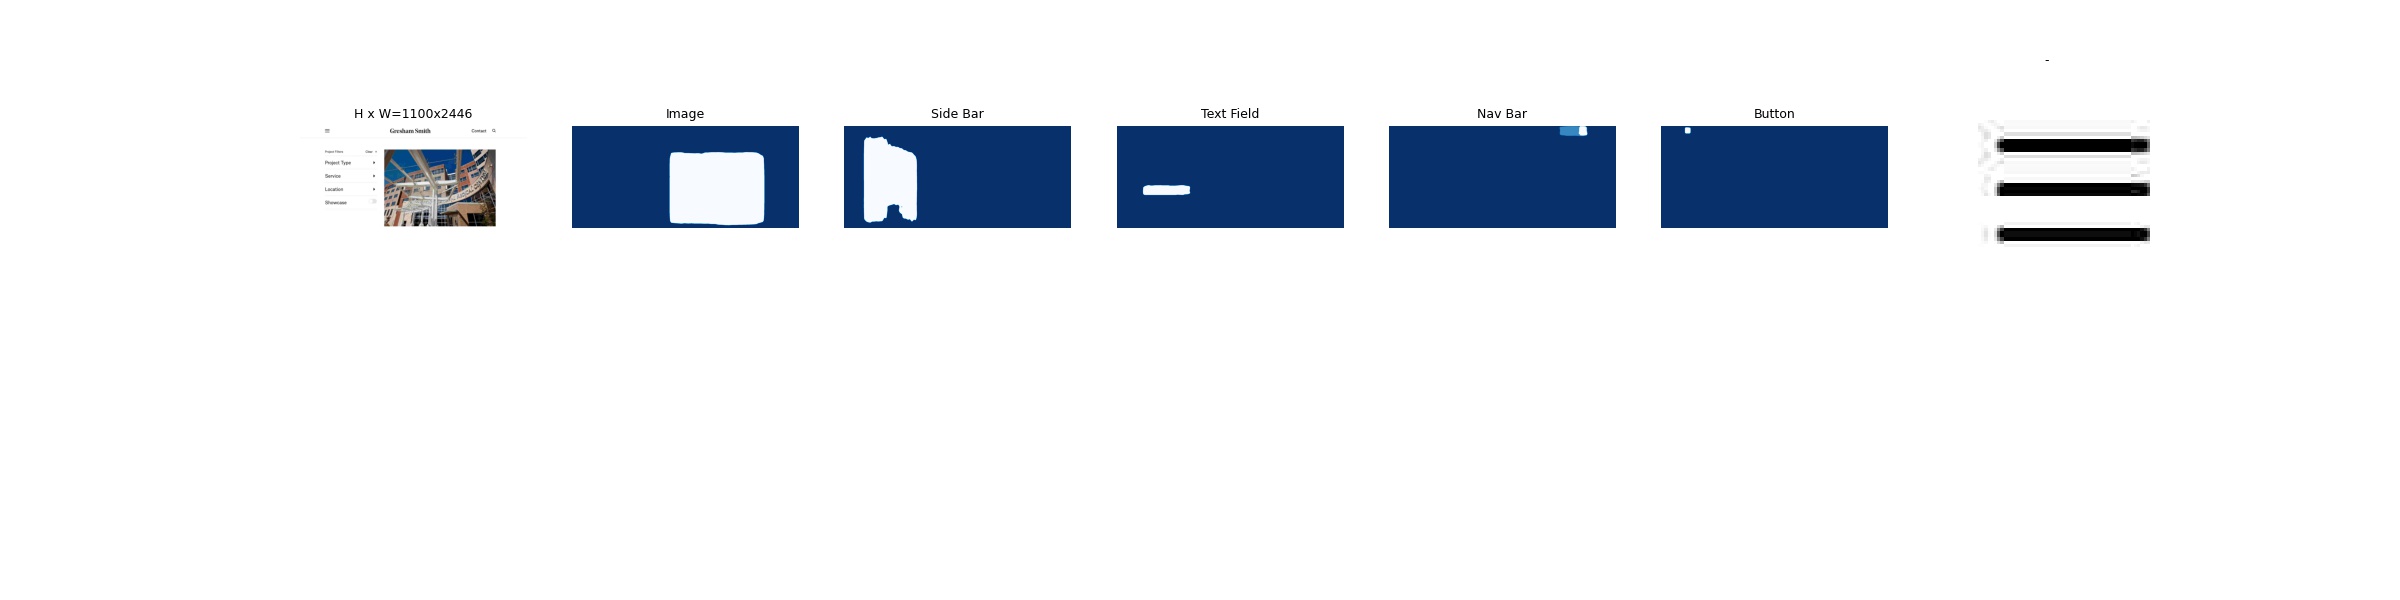 -
H x W=1100x2446
Image
Side Bar
Text Field
Nav Bar
Button
Gresham Smith
Contact
Project Filters
Clear
Project Type
Service
Location
Showcase